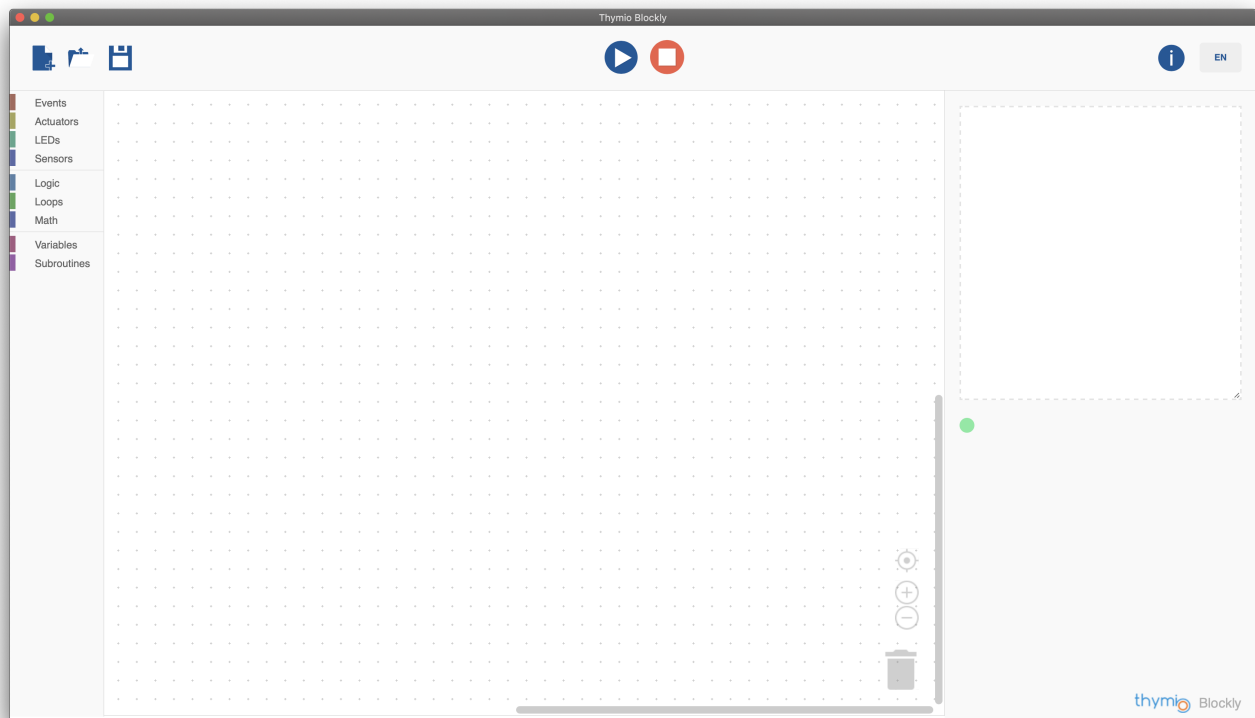 Thymio Blockly
i
EN
Events
Actuators
LEDs
Sensors
Logic
Loops
Math
Variables
Subroutines
thymio Blockly